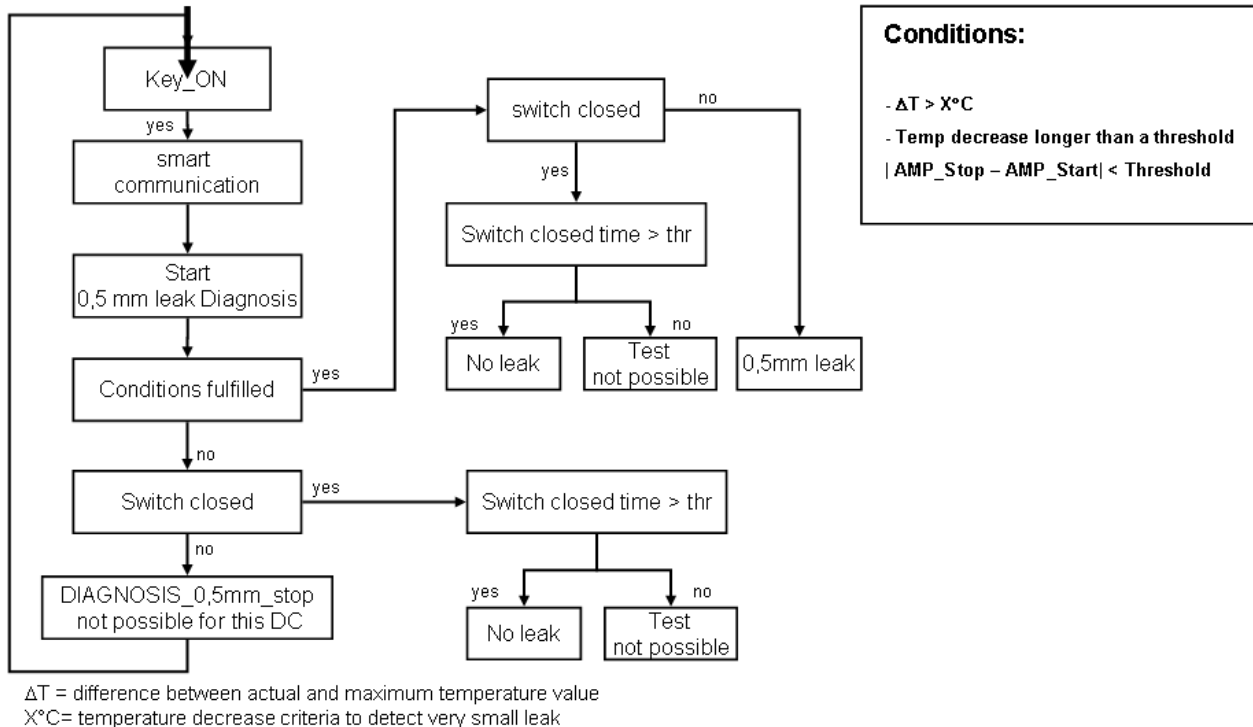 Key_ON
yes
smart
communication
Start
0,5 mm leak Diagnosis
Conditions fulfilled
yes
no
Switch closed
yes
no
DIAGNOSIS_0,5mm_stop
not possible for this DC
switch closed
no
yes
Switch closed time > thr
yes
no
No leak
Test
not possible
0,5mm leak
Switch closed time > thr
yes
no
No leak
Test
not possible
Conditions:
- ΔT > X°C
- Temp decrease longer than a threshold
| AMP_Stop – AMP_Start| < Threshold
ΔT = difference between actual and maximum temperature value
X°C= temperature decrease criteria to detect very small leak